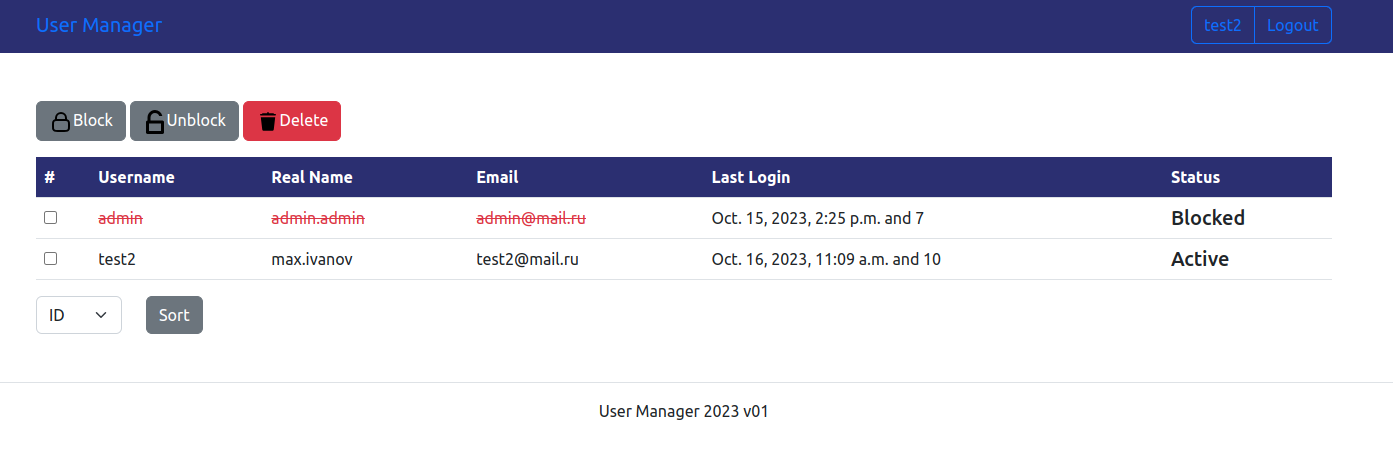 User Manager test2 Logout
Block Unblock Delete
# Username Real Name Email Last Login Status
admin admin.admin admin@mail.ru Oct. 15, 2023, 2:25 p.m. and 7 Blocked
test2 max.ivanov test2@mail.ru Oct. 16, 2023, 11:09 a.m. and 10 Active
ID Sort
User Manager 2023 v01